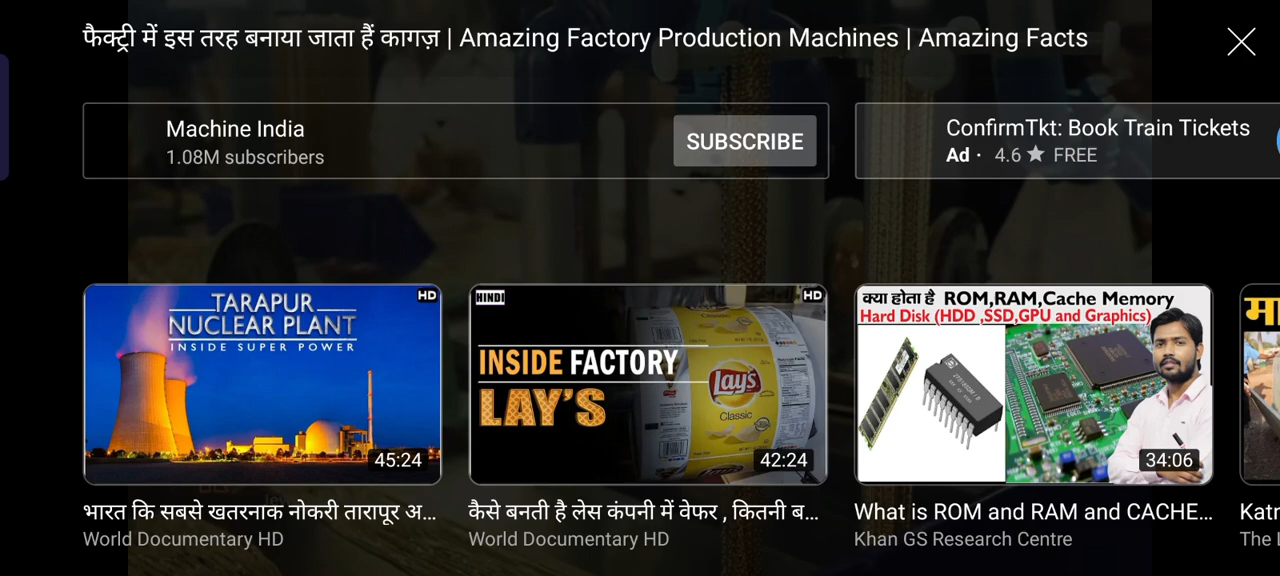 फैक्ट्री में इस तरह बनाया जाता हैं कागज़ | Amazing Factory Production Machines | Amazing Facts
Machine India
1.08M subscribers
SUBSCRIBE
ConfirmTkt: Book Train Tickets
Ad · 4.6 ★ FREE
TARAPUR
NUCLEAR PLANT
INSIDE SUPER POWER
HD
45:24
HINDI
HD
INSIDE FACTORY
LAY'S
Lay's
Classic
42:24
क्या होता है ROM,RAM,Cache Memory
Hard Disk (HDD ,SSD,GPU and Graphics)
34:06
भारत कि सबसे खतरनाक नोकरी तारापूर अ...
World Documentary HD
कैसे बनती है लेस कंपनी में वेफर , कितनी ब...
World Documentary HD
What is ROM and RAM and CACHE...
Khan GS Research Centre